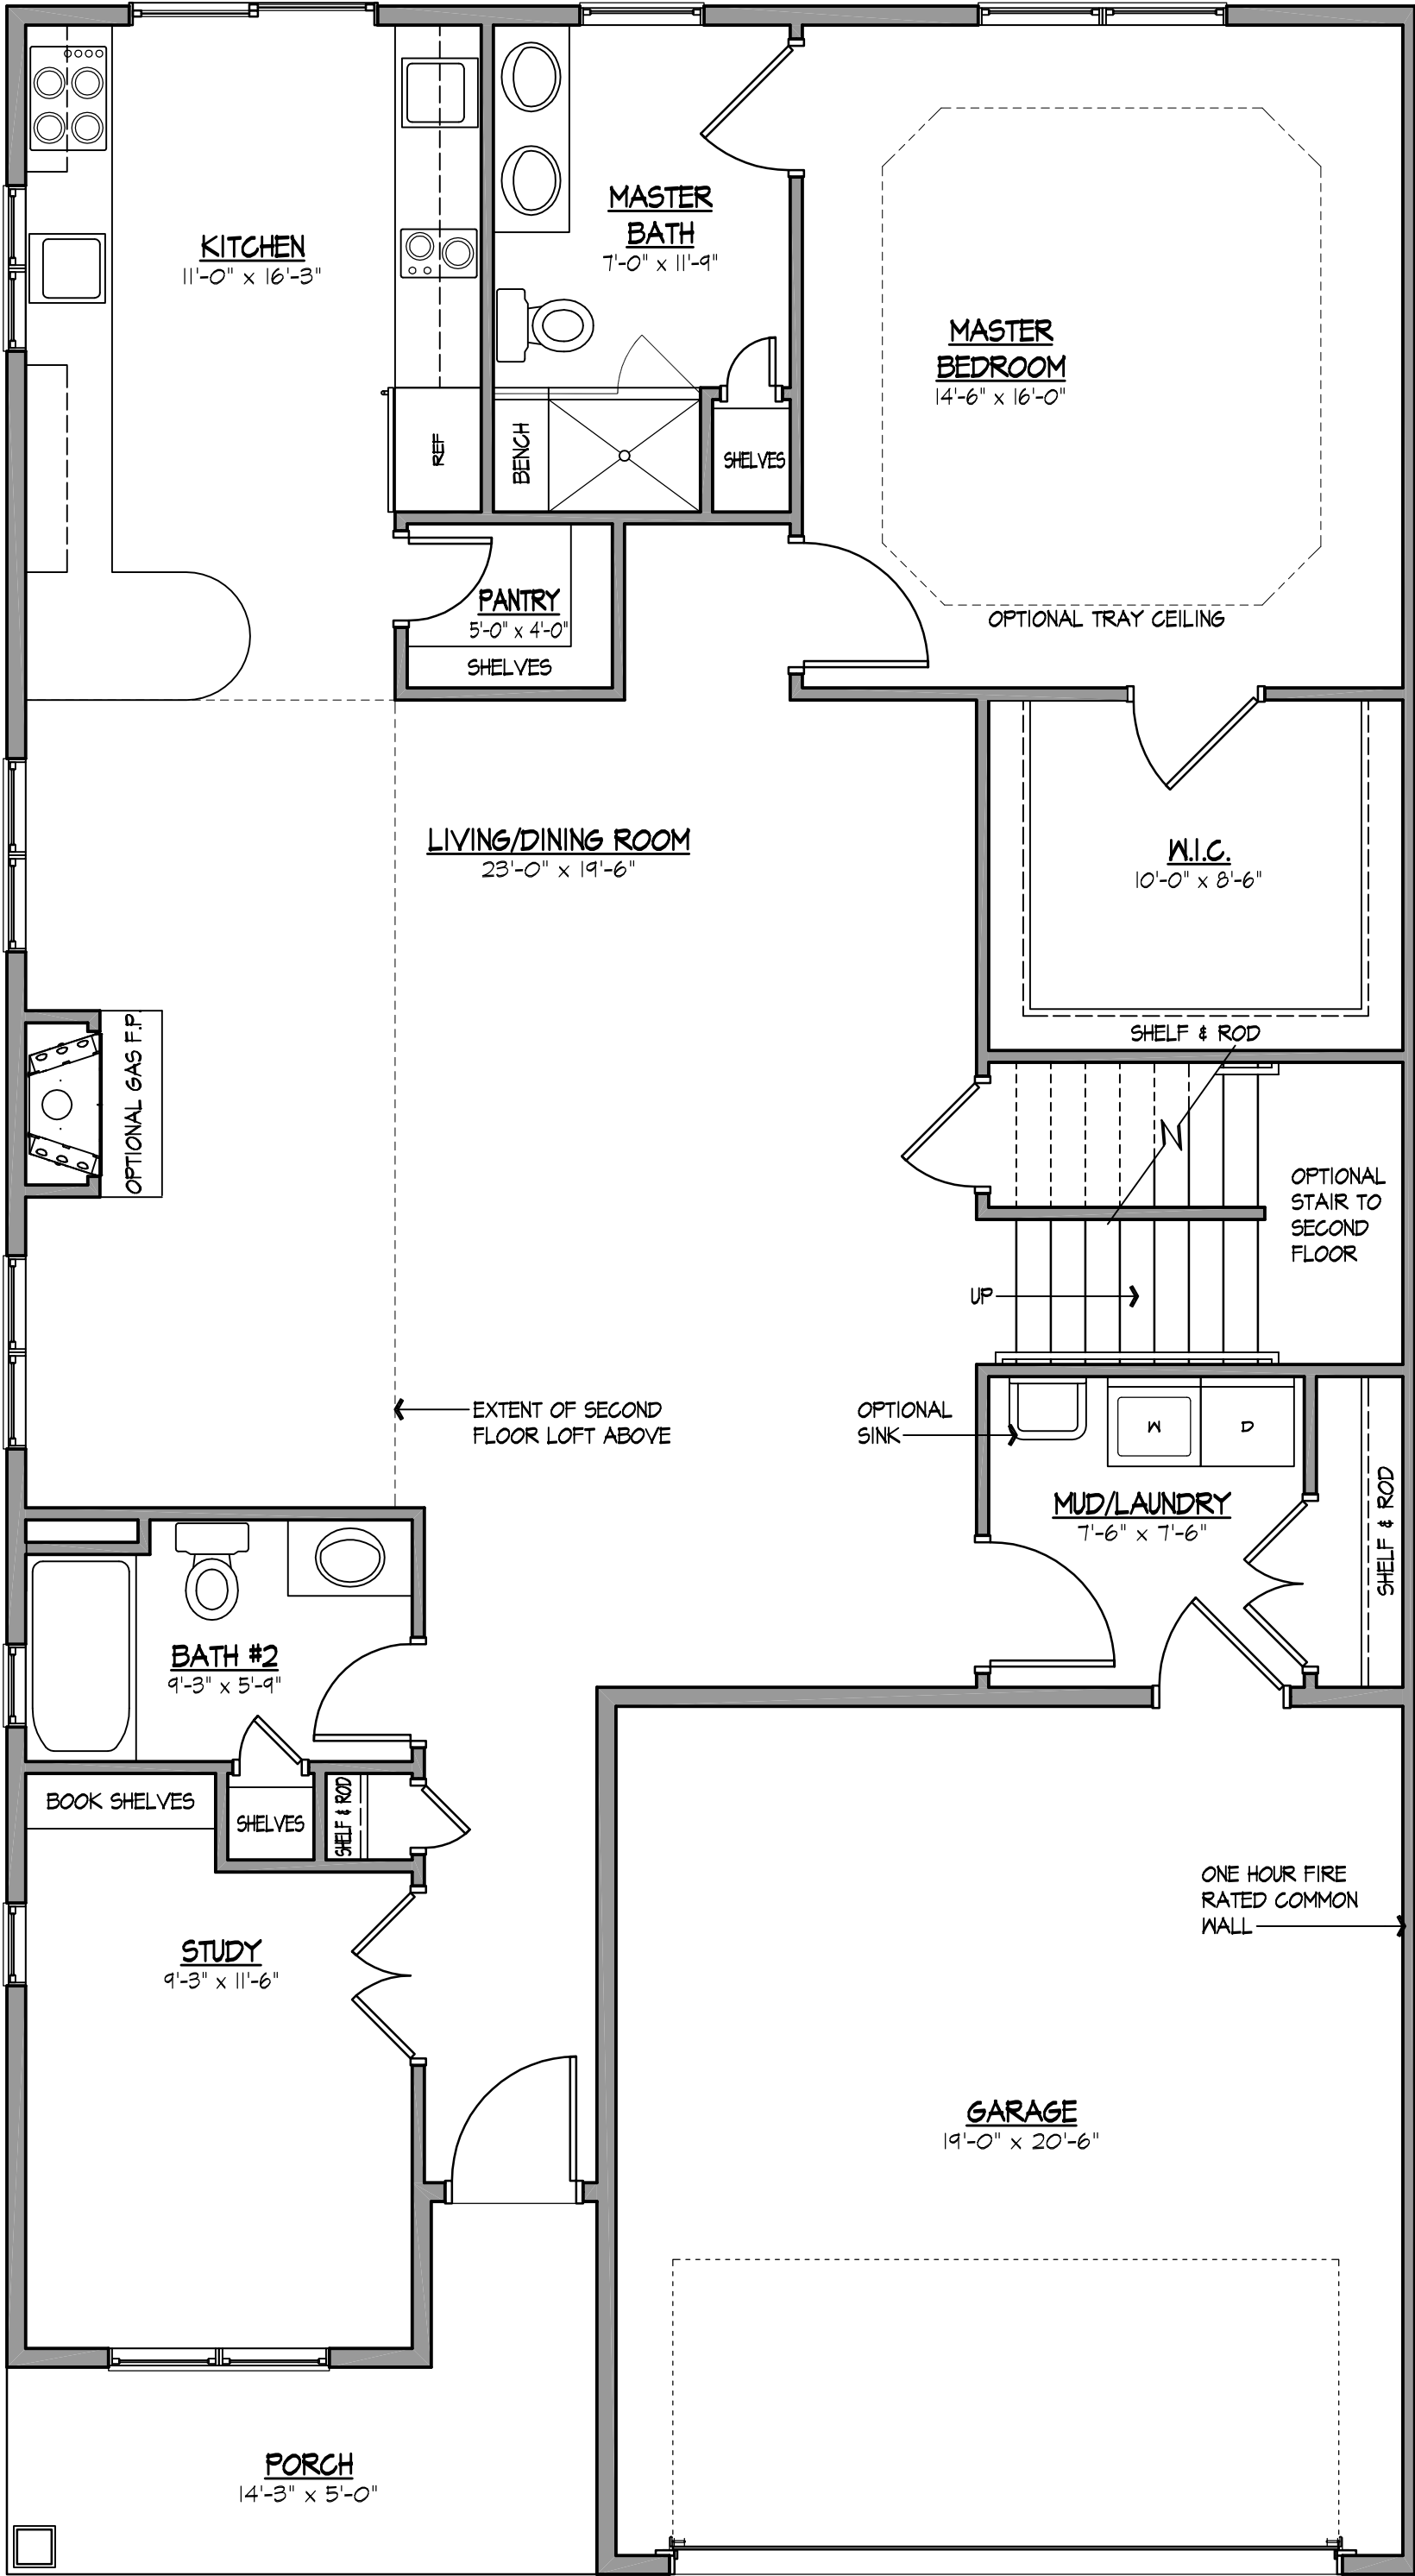 KITCHEN
11'-0" x 16'-3"
MASTER
BATH
7'-0" x 11'-9"
MASTER
BEDROOM
14'-6" x 16'-0"
REF
BENCH
SHELVES
PANTRY
5'-0" x 4'-0"
SHELVES
OPTIONAL TRAY CEILING
LIVING/DINING ROOM
23'-0" x 19'-6"
W.I.C.
10'-0" x 8'-6"
SHELF & ROD
OPTIONAL GAS F.P.
OPTIONAL
STAIR TO
SECOND
FLOOR
UP
EXTENT OF SECOND
FLOOR LOFT ABOVE
OPTIONAL
SINK
W
D
MUD/LAUNDRY
7'-6" x 7'-6"
SHELF & ROD
BATH #2
9'-3" x 5'-9"
BOOK SHELVES
SHELVES
SHELF & ROD
ONE HOUR FIRE
RATED COMMON
WALL
STUDY
9'-3" x 11'-6"
GARAGE
19'-0" x 20'-6"
PORCH
14'-3" x 5'-0"